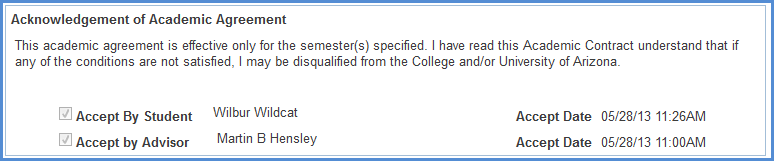 Acknowledgement of Academic Agreement
This academic agreement is effective only for the semester(s) specified. I have read this Academic Contract understand that if
any of the conditions are not satisfied, I may be disqualified from the College and/or University of Arizona.
Accept By Student Wilbur Wildcat Accept Date 05/28/13 11:26AM
Accept by Advisor Martin B Hensley Accept Date 05/28/13 11:00AM